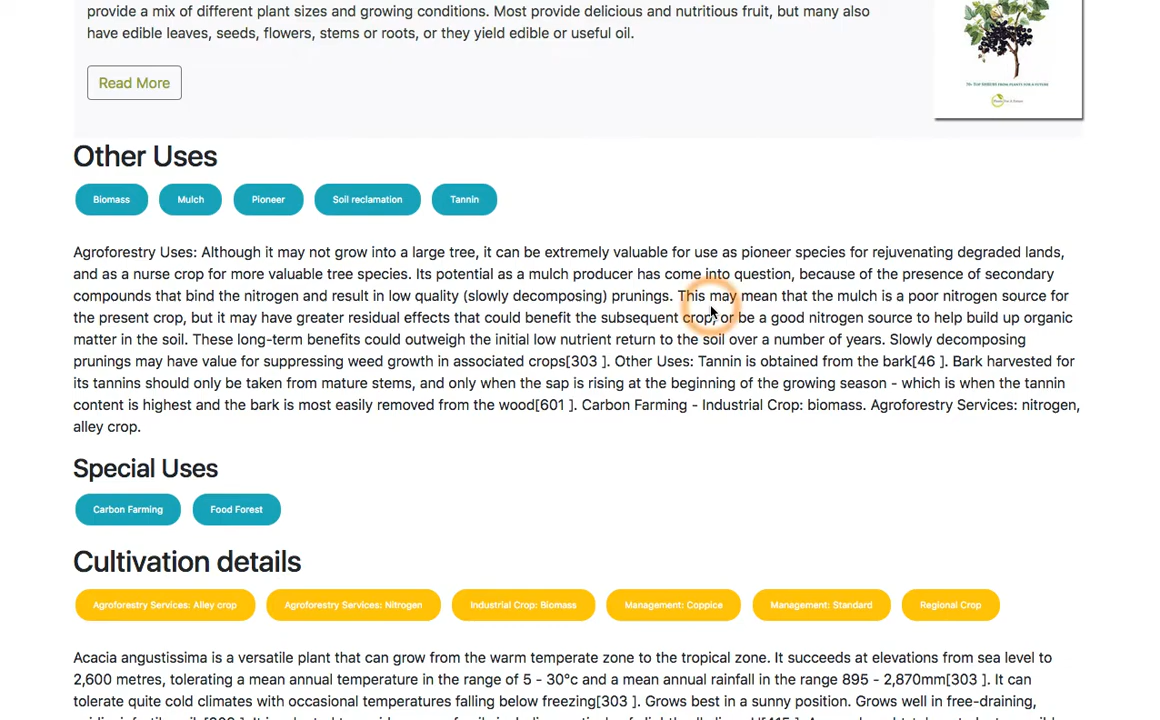 provide a mix of different plant sizes and growing conditions. Most provide delicious and nutritious fruit, but many also
have edible leaves, seeds, flowers, stems or roots, or they yield edible or useful oil.
Read More
Other Uses
Biomass Mulch Pioneer Soil reclamation Tannin
Agroforestry Uses: Although it may not grow into a large tree, it can be extremely valuable for use as pioneer species for rejuvenating degraded lands,
and as a nurse crop for more valuable tree species. Its potential as a mulch producer has come into question, because of the presence of secondary
compounds that bind the nitrogen and result in low quality (slowly decomposing) prunings. This may mean that the mulch is a poor nitrogen source for
the present crop, but it may have greater residual effects that could benefit the subsequent crop, or be a good nitrogen source to help build up organic
matter in the soil. These long-term benefits could outweigh the initial low nutrient return to the soil over a number of years. Slowly decomposing
prunings may have value for suppressing weed growth in associated crops[303 ]. Other Uses: Tannin is obtained from the bark[46 ]. Bark harvested for
its tannins should only be taken from mature stems, and only when the sap is rising at the beginning of the growing season - which is when the tannin
content is highest and the bark is most easily removed from the wood[601 ]. Carbon Farming - Industrial Crop: biomass. Agroforestry Services: nitrogen,
alley crop.
Special Uses
Carbon Farming Food Forest
Cultivation details
Agroforestry Services: Alley crop Agroforestry Services: Nitrogen Industrial Crop: Biomass Management: Coppice Management: Standard Regional Crop
Acacia angustissima is a versatile plant that can grow from the warm temperate zone to the tropical zone. It succeeds at elevations from sea level to
2,600 metres, tolerating a mean annual temperature in the range of 5 - 30°c and a mean annual rainfall in the range 895 - 2,870mm[303 ]. It can
tolerate quite cold climates with occasional temperatures falling below freezing[303 ]. Grows best in a sunny position. Grows well in free-draining,